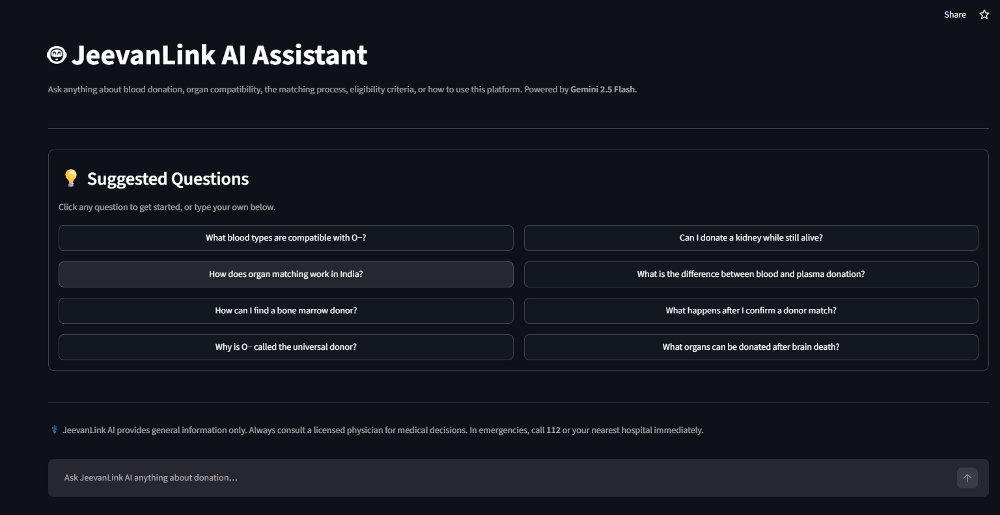 Share
JeevanLink AI Assistant
Ask anything about blood donation, organ compatibility, the matching process, eligibility criteria, or how to use this platform. Powered by Gemini 2.5 Flash.
Suggested Questions
Click any question to get started, or type your own below.
What blood types are compatible with O−?
Can I donate a kidney while still alive?
How does organ matching work in India?
What is the difference between blood and plasma donation?
How can I find a bone marrow donor?
What happens after I confirm a donor match?
Why is O− called the universal donor?
What organs can be donated after brain death?
JeevanLink AI provides general information only. Always consult a licensed physician for medical decisions. In emergencies, call 112 or your nearest hospital immediately.
Ask JeevanLink AI anything about donation…